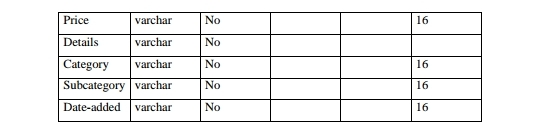 Price varchar No 16
Details varchar No
Category varchar No 16
Subcategory varchar No 16
Date-added varchar No 16